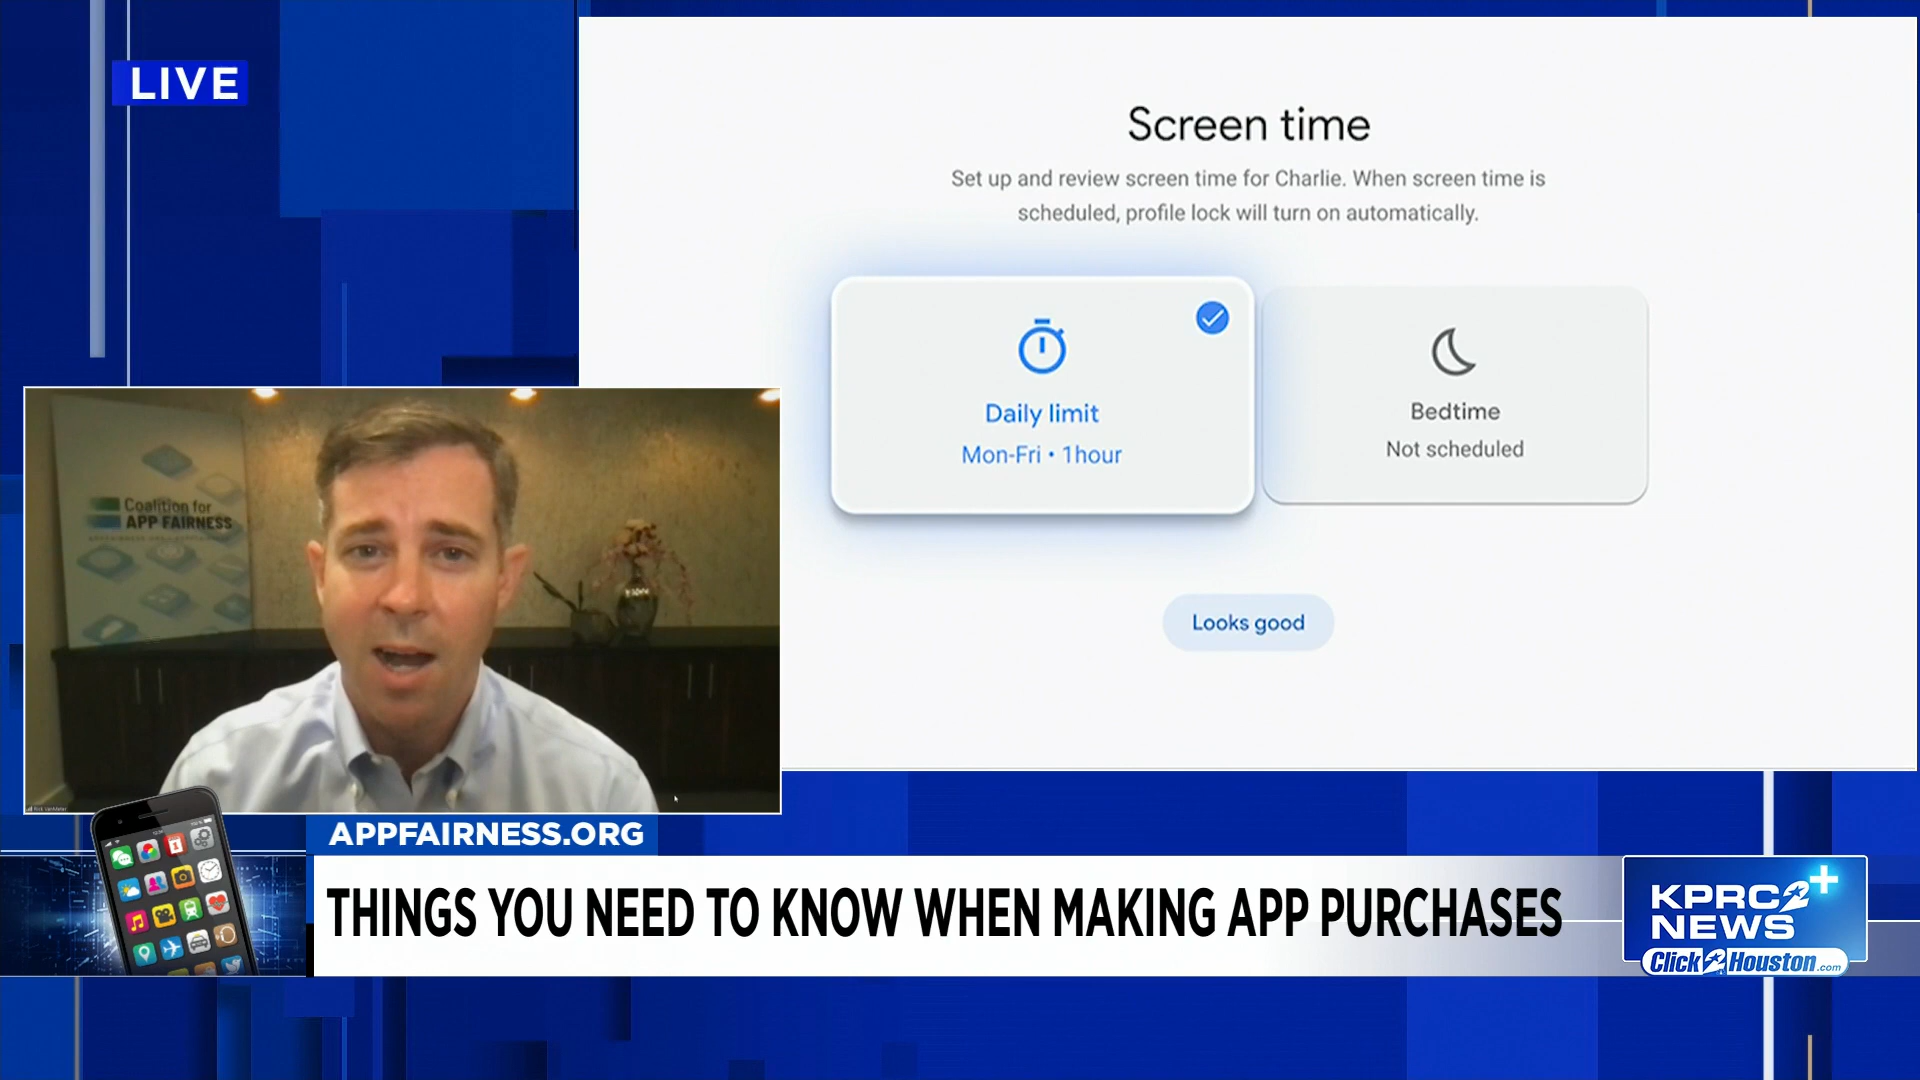 LIVE
Screen time
Set up and review screen time for Charlie. When screen time is
scheduled, profile lock will turn on automatically.
Daily limit
Mon-Fri • 1hour
Bedtime
Not scheduled
Looks good
Coalition for
APP FAIRNESS
APPFAIRNESS.ORG
THINGS YOU NEED TO KNOW WHEN MAKING APP PURCHASES
KPRC2+
NEWS
Click2Houston.com